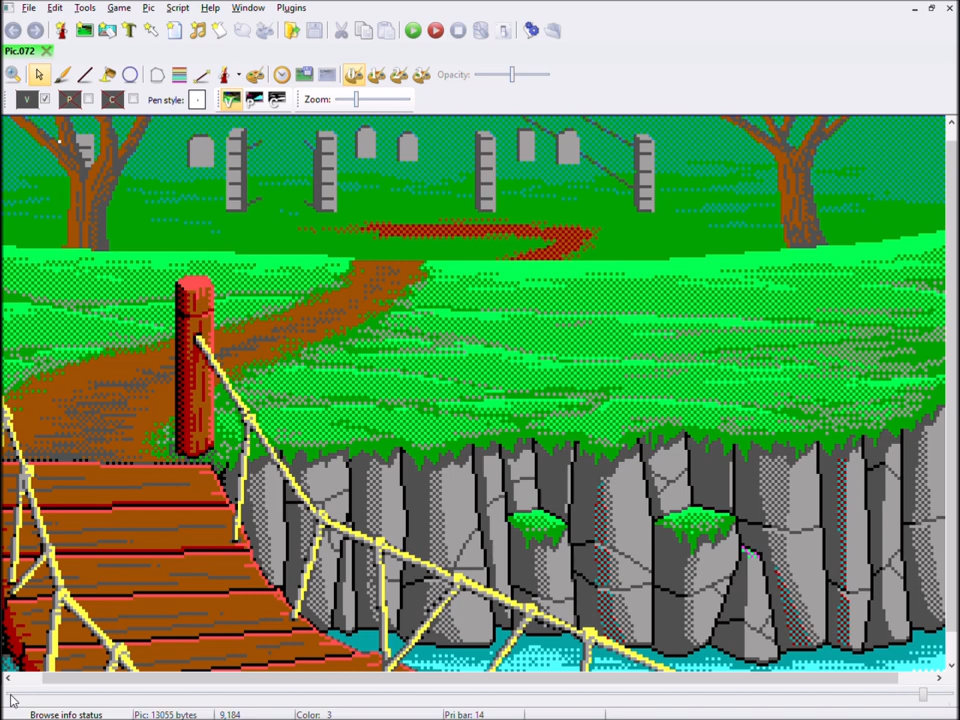 File Edit Tools Game Pic Script Help Window Plygins
Pic.072
Opacity:
V P C Pen style: V P C Zoom:
Browse info status Pic: 13055 bytes 9,184 Color: 3 Pri bar: 14